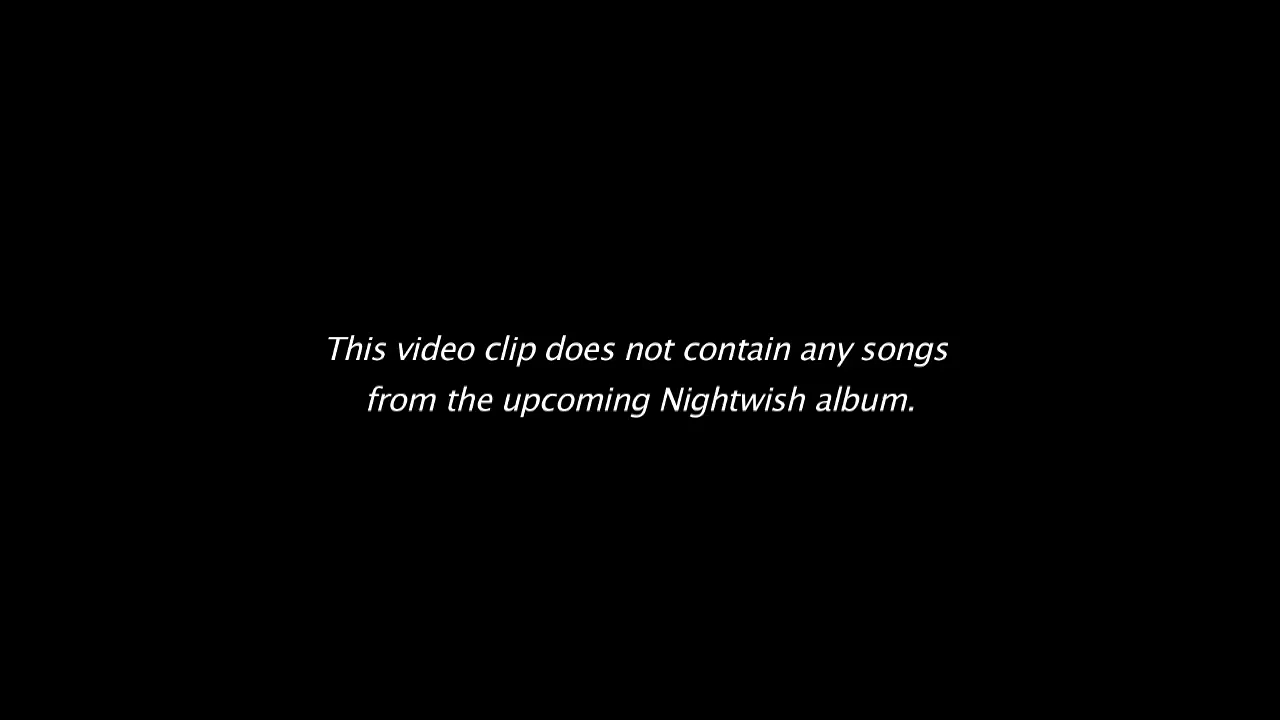 This video clip does not contain any songs
from the upcoming Nightwish album.